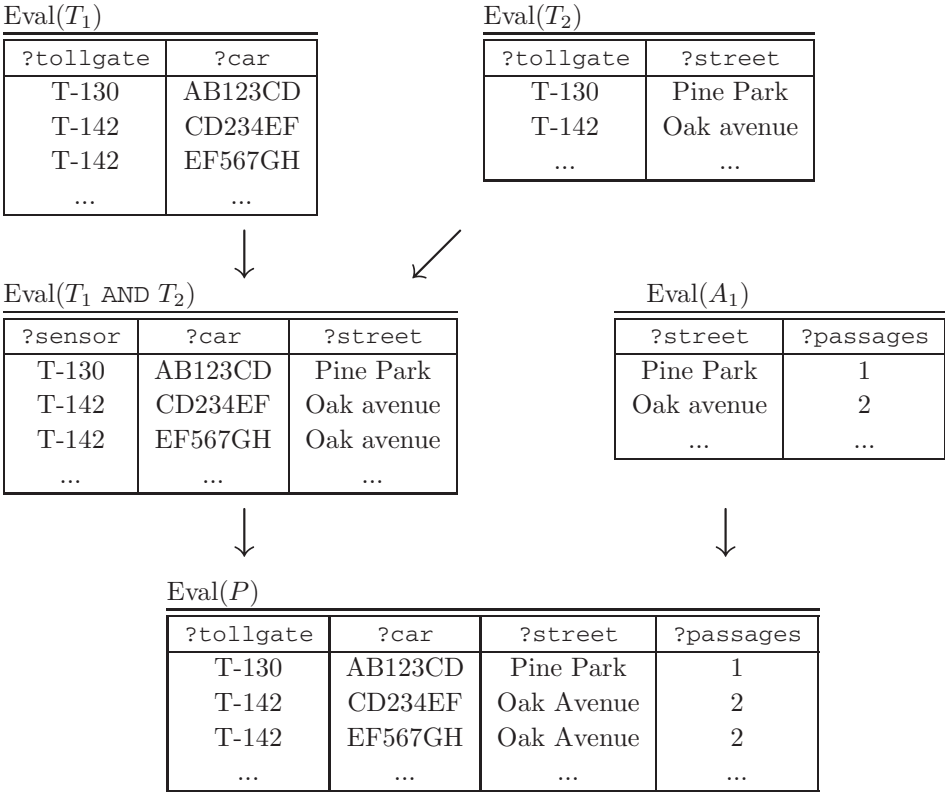 Eval(T₁)
?tollgate ?car
T-130 AB123CD
T-142 CD234EF
T-142 EF567GH
... ...
Eval(T₂)
?tollgate ?street
T-130 Pine Park
T-142 Oak avenue
... ...
Eval(T₁ AND T₂)
?sensor ?car ?street
T-130 AB123CD Pine Park
T-142 CD234EF Oak avenue
T-142 EF567GH Oak avenue
... ... ...
Eval(A₁)
?street ?passages
Pine Park 1
Oak avenue 2
... ...
Eval(P)
?tollgate ?car ?street ?passages
T-130 AB123CD Pine Park 1
T-142 CD234EF Oak Avenue 2
T-142 EF567GH Oak Avenue 2
... ... ... ...